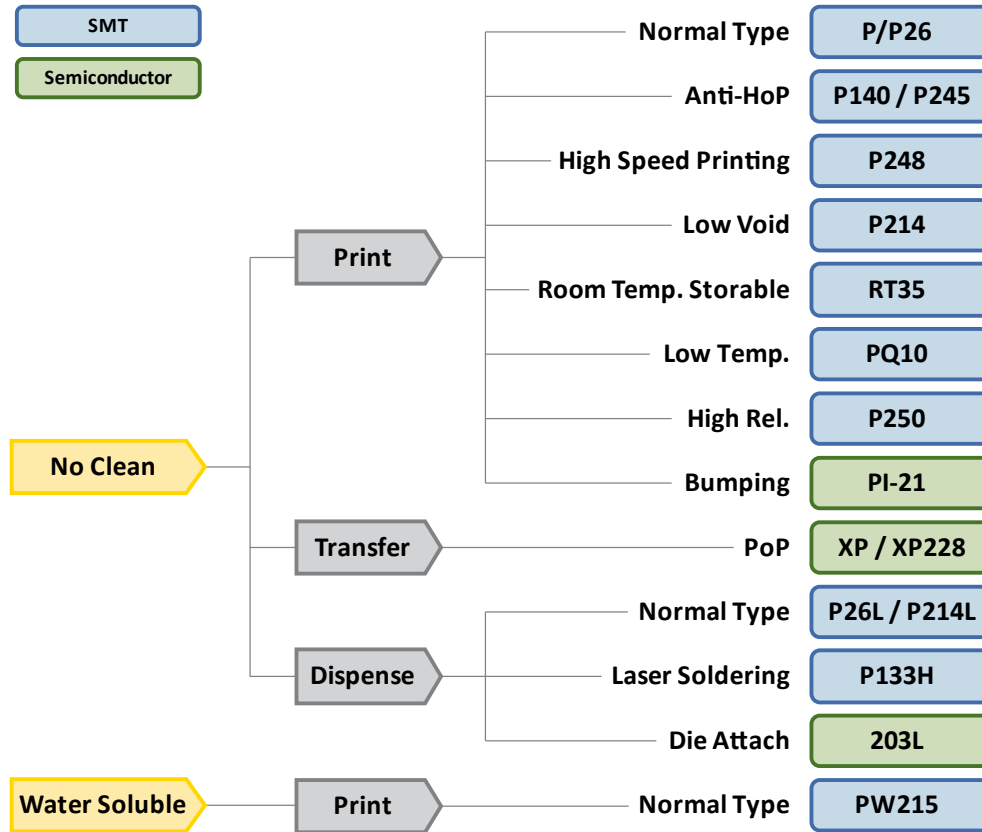 SMT
Semiconductor
Normal Type P/P26
Anti-HoP P140 / P245
High Speed Printing P248
Low Void P214
Print
Room Temp. Storable RT35
Low Temp. PQ10
High Rel. P250
No Clean
Bumping PI-21
Transfer PoP XP / XP228
Normal Type P26L / P214L
Dispense Laser Soldering P133H
Die Attach 203L
Water Soluble Print Normal Type PW215